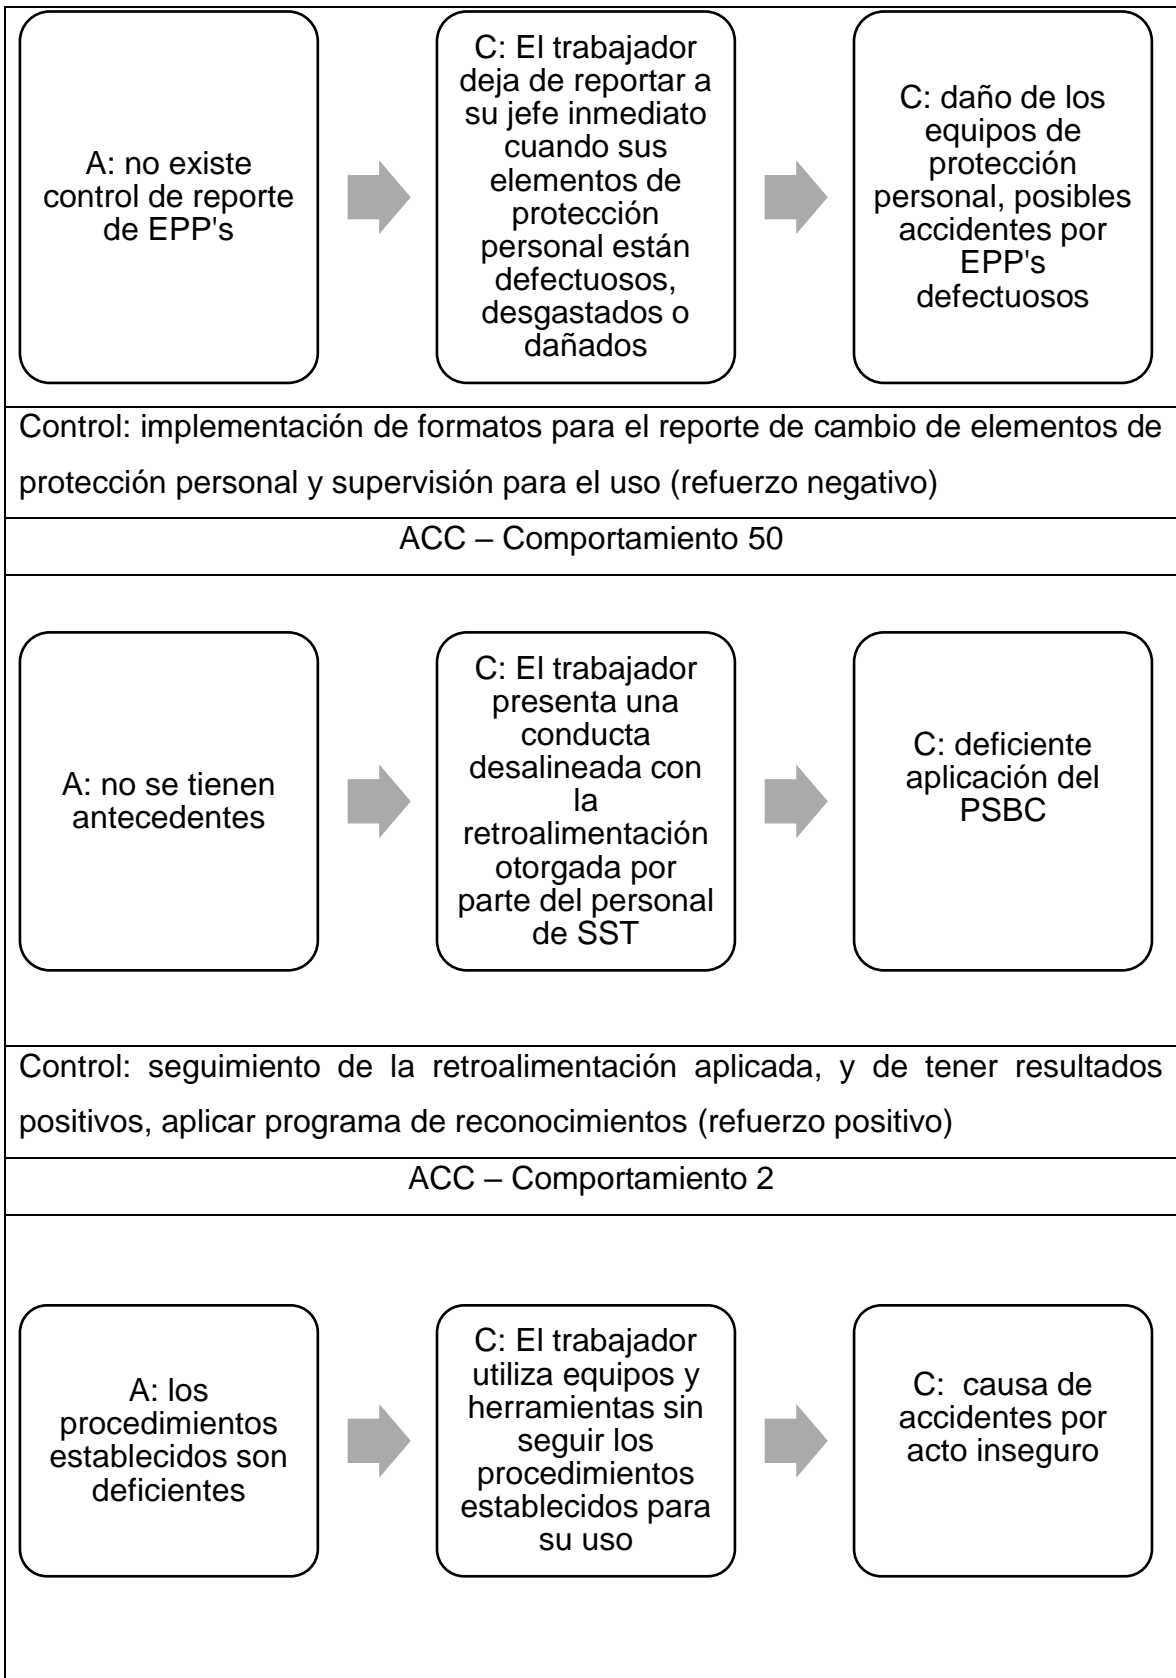 A: no existe
control de reporte
de EPP's
C: El trabajador
deja de reportar a
su jefe inmediato
cuando sus
elementos de
protección
personal están
defectuosos,
desgastados o
dañados
C: daño de los
equipos de
protección
personal, posibles
accidentes por
EPP's
defectuosos
Control: implementación de formatos para el reporte de cambio de elementos de
protección personal y supervisión para el uso (refuerzo negativo)
ACC – Comportamiento 50
A: no se tienen
antecedentes
C: El trabajador
presenta una
conducta
desalineada con
la
retroalimentación
otorgada por
parte del personal
de SST
C: deficiente
aplicación del
PSBC
Control: seguimiento de la retroalimentación aplicada, y de tener resultados
positivos, aplicar programa de reconocimientos (refuerzo positivo)
ACC – Comportamiento 2
A: los
procedimientos
establecidos son
deficientes
C: El trabajador
utiliza equipos y
herramientas sin
seguir los
procedimientos
establecidos para
su uso
C: causa de
accidentes por
acto inseguro